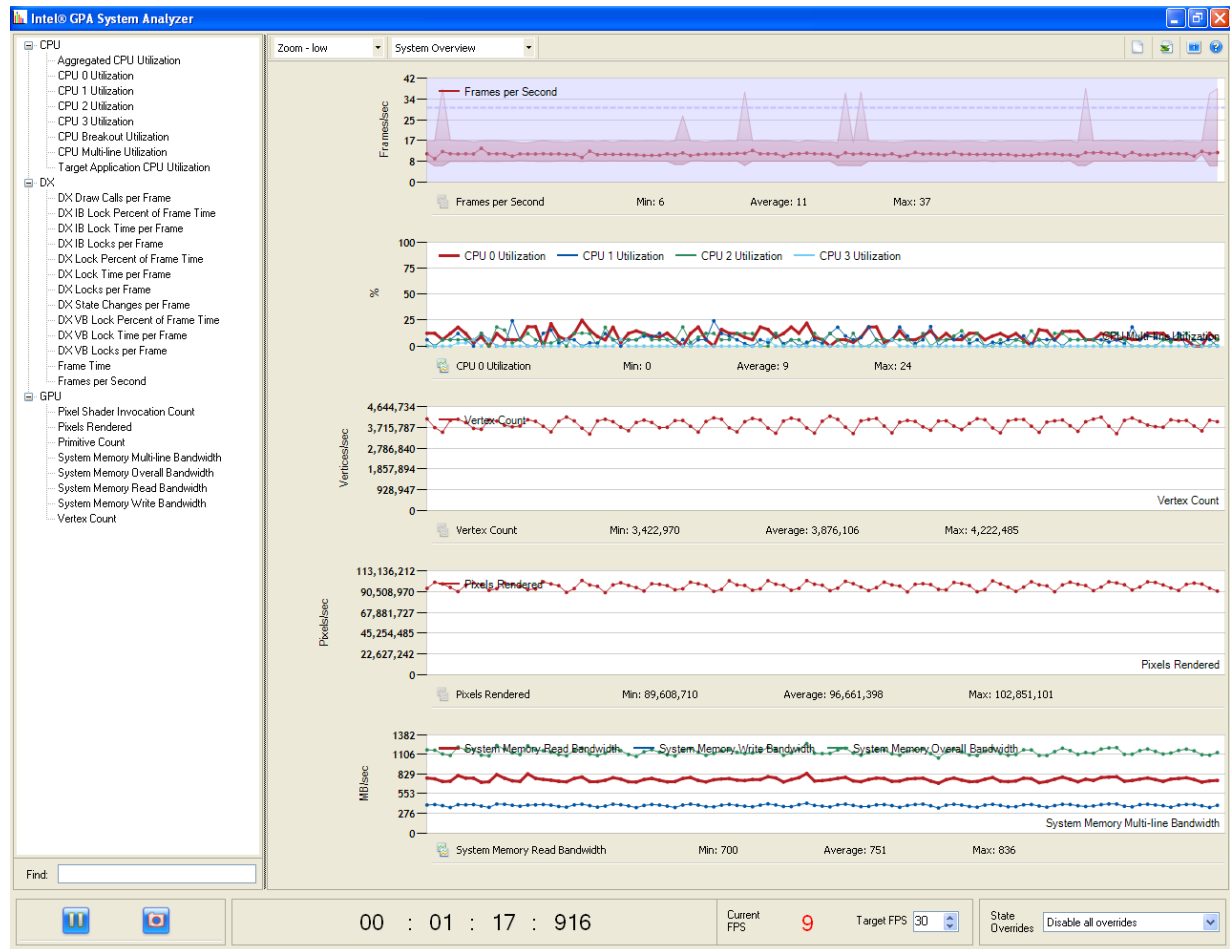 Intel® GPA System Analyzer
CPU
Aggregated CPU Utilization
CPU 0 Utilization
CPU 1 Utilization
CPU 2 Utilization
CPU 3 Utilization
CPU Breakout Utilization
CPU Multi-line Utilization
Target Application CPU Utilization
DX
DX Draw Calls per Frame
DX IB Lock Percent of Frame Time
DX IB Lock Time per Frame
DX IB Locks per Frame
DX Lock Percent of Frame Time
DX Lock Time per Frame
DX Locks per Frame
DX State Changes per Frame
DX VB Lock Percent of Frame Time
DX VB Lock Time per Frame
DX VB Locks per Frame
Frame Time
Frames per Second
GPU
Pixel Shader Invocation Count
Pixels Rendered
Primitive Count
System Memory Multi-line Bandwidth
System Memory Overall Bandwidth
System Memory Read Bandwidth
System Memory Write Bandwidth
Vertex Count
Find:
Zoom - low System Overview
42
34
25
17
8
0
Frames/sec
Frames per Second
Frames per Second Min: 6 Average: 11 Max: 37
100
75
50
25
0
%
CPU 0 Utilization CPU 1 Utilization CPU 2 Utilization CPU 3 Utilization
CPU Multi-line Utilization
CPU 0 Utilization Min: 0 Average: 9 Max: 24
4,644,734
3,715,787
2,786,840
1,857,894
928,947
0
Vertices/sec
Vertex Count
Vertex Count
Vertex Count Min: 3,422,970 Average: 3,876,106 Max: 4,222,485
113,136,212
90,508,970
67,881,727
45,254,485
22,627,242
0
Pixels/sec
Pixels Rendered
Pixels Rendered
Pixels Rendered Min: 89,608,710 Average: 96,661,398 Max: 102,851,101
1382
1106
829
553
276
0
MB/sec
System Memory Read Bandwidth System Memory Write Bandwidth System Memory Overall Bandwidth
System Memory Multi-line Bandwidth
System Memory Read Bandwidth Min: 700 Average: 751 Max: 836
00 : 01 : 17 : 916
Current FPS 9
Target FPS 30
State Overrides Disable all overrides